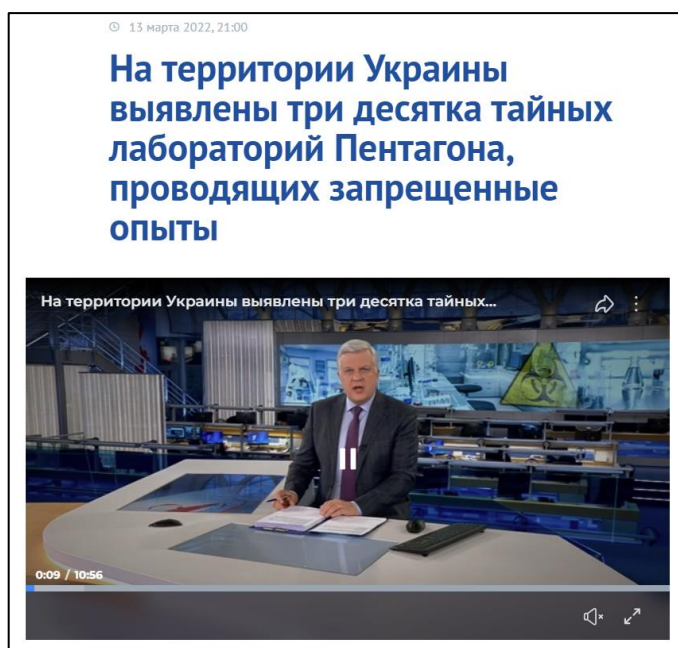 13 марта 2022, 21:00
На территории Украины
выявлены три десятка тайных
лабораторий Пентагона,
проводящих запрещенные
опыты
На территории Украины выявлены три десятка тайных...
0:09 / 10:56